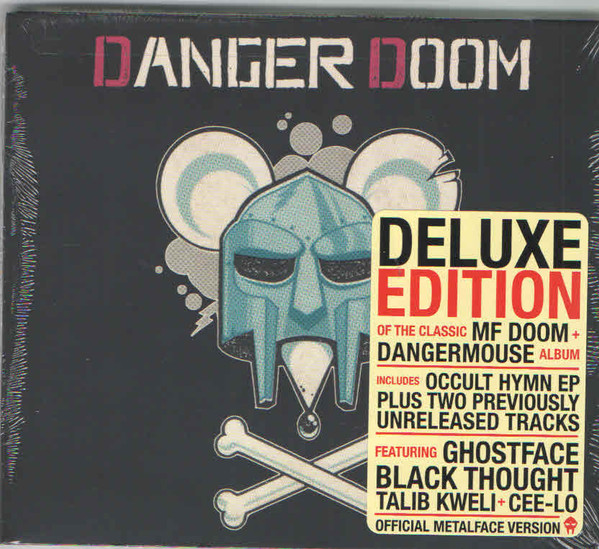 DANGER DOOM
DELUXE
EDITION
OF THE CLASSIC MF DOOM +
DANGERMOUSE ALBUM
INCLUDES OCCULT HYMN EP
PLUS TWO PREVIOUSLY
UNRELEASED TRACKS
FEATURING GHOSTFACE
BLACK THOUGHT
TALIB KWELI + CEE-LO
OFFICIAL METALFACE VERSION